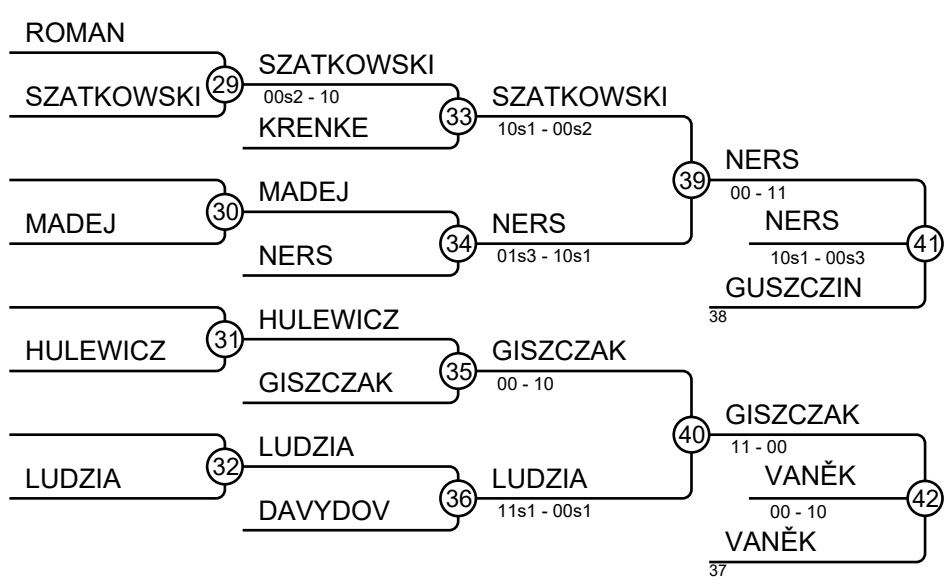 ROMAN
SZATKOWSKI
29
SZATKOWSKI
00s2 - 10
KRENKE
33
SZATKOWSKI
10s1 - 00s2
MADEJ
30
MADEJ
NERS
34
NERS
01s3 - 10s1
39
NERS
00 - 11
NERS
10s1 - 00s3
41
GUSZCZIN
38
HULEWICZ
31
HULEWICZ
GISZCZAK
35
GISZCZAK
00 - 10
LUDZIA
32
LUDZIA
DAVYDOV
36
LUDZIA
11s1 - 00s1
40
GISZCZAK
11 - 00
VANĚK
00 - 10
42
VANĚK
37